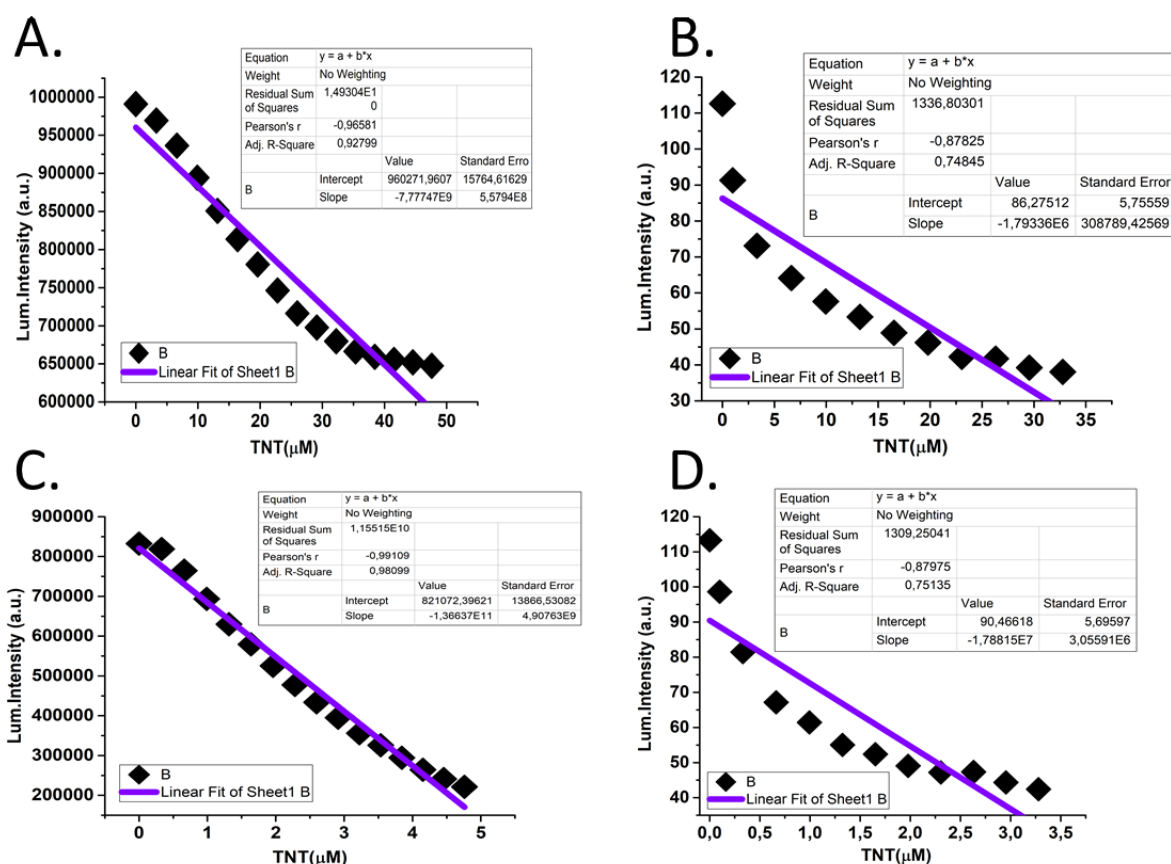 A.
Equation y = a + b*x
Weight No Weighting
Residual Sum of Squares 1,49304E1
0
Pearson's r -0,96581
Adj. R-Square 0,92799
Value Standard Erro
B Intercept 960271,9607 15764,61629
Slope -7,77747E9 5,5794E8
1000000
950000
900000
850000
800000
750000
700000
650000
600000
Lum.Intensity (a.u.)
B
Linear Fit of Sheet1 B
0 10 20 30 40 50
TNT(μM)
B.
Equation y = a + b*x
Weight No Weighting
Residual Sum of Squares 1336,80301
Pearson's r -0,87825
Adj. R-Square 0,74845
Value Standard Error
B Intercept 86,27512 5,75559
Slope -1,79336E6 308789,42569
120
110
100
90
80
70
60
50
40
30
Lum.Intensity (a.u.)
B
Linear Fit of Sheet1 B
0 5 10 15 20 25 30 35
TNT(μM)
C.
Equation y = a + b*x
Weight No Weighting
Residual Sum of Squares 1,15515E10
Pearson's r -0,99109
Adj. R-Square 0,98099
Value Standard Error
B Intercept 821072,39621 13866,53082
Slope -1,36637E11 4,90763E9
900000
800000
700000
600000
500000
400000
300000
200000
Lum.Intensity (a.u.)
B
Linear Fit of Sheet1 B
0 1 2 3 4 5
TNT(μM)
D.
Equation y = a + b*x
Weight No Weighting
Residual Sum of Squares 1309,25041
Pearson's r -0,87975
Adj. R-Square 0,75135
Value Standard Error
B Intercept 90,46618 5,69597
Slope -1,78815E7 3,05591E6
120
110
100
90
80
70
60
50
40
Lum.Intensity (a.u.)
B
Linear Fit of Sheet1 B
0,0 0,5 1,0 1,5 2,0 2,5 3,0 3,5
TNT(μM)